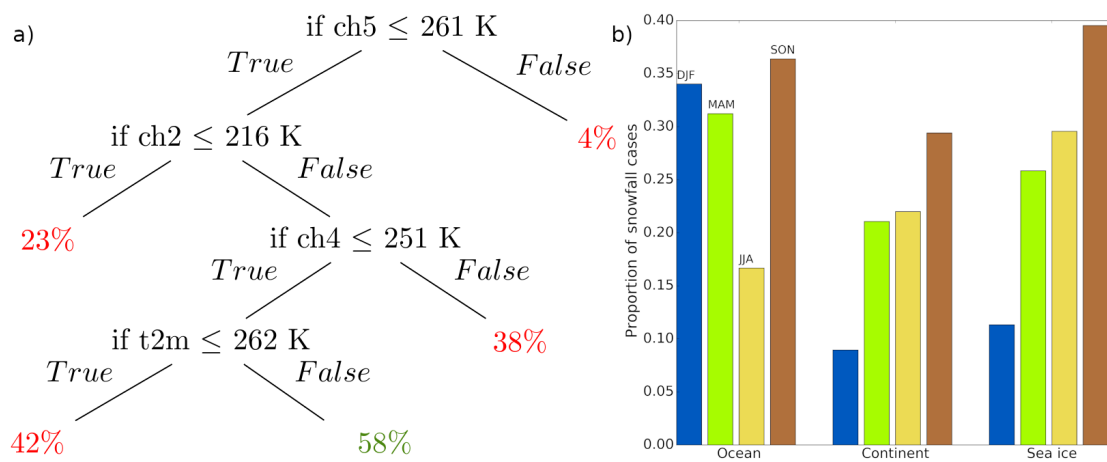 a)
if ch5 ≤ 261 K
True
False
if ch2 ≤ 216 K
4%
True
False
23%
if ch4 ≤ 251 K
True
False
if t2m ≤ 262 K
38%
True
False
42%
58%
b)
Proportion of snowfall cases
0.40
0.35
0.30
0.25
0.20
0.15
0.10
0.05
0.00
DJF
MAM
JJA
SON
Ocean
Continent
Sea ice